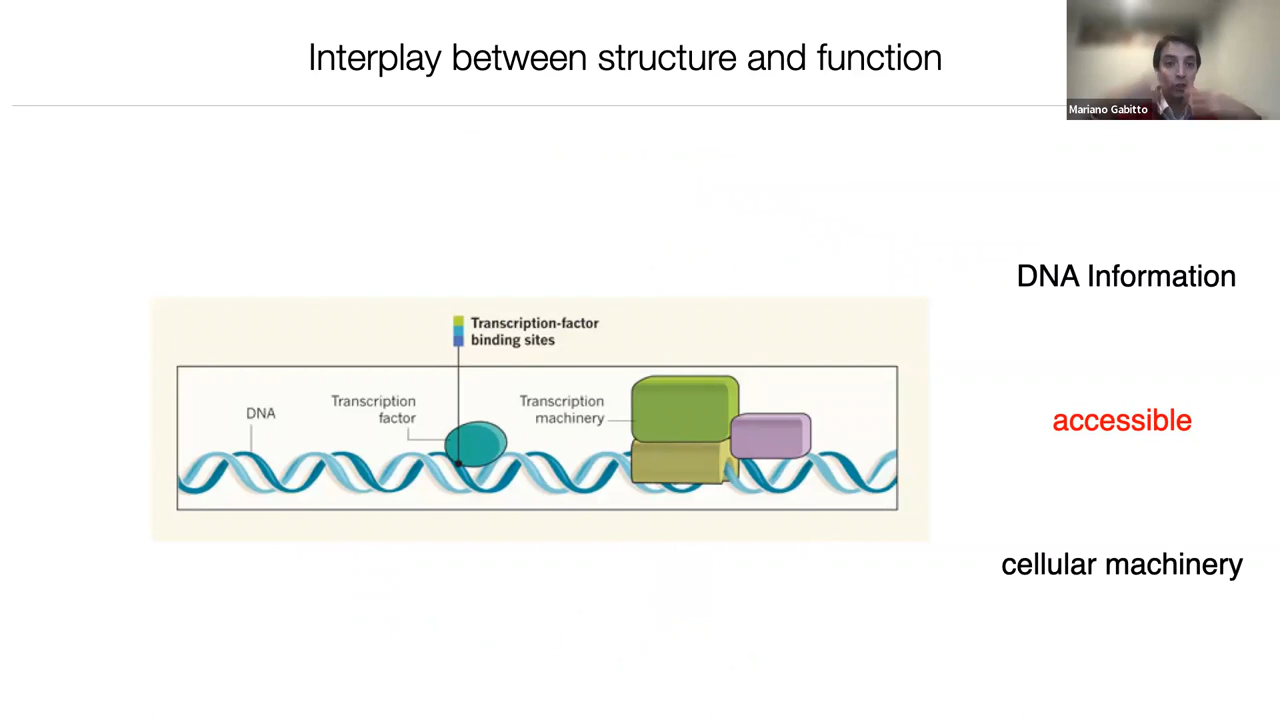 Interplay between structure and function
Mariano Gabitto
DNA Information
Transcription-factor
binding sites
DNA
Transcription
factor
Transcription
machinery
accessible
cellular machinery